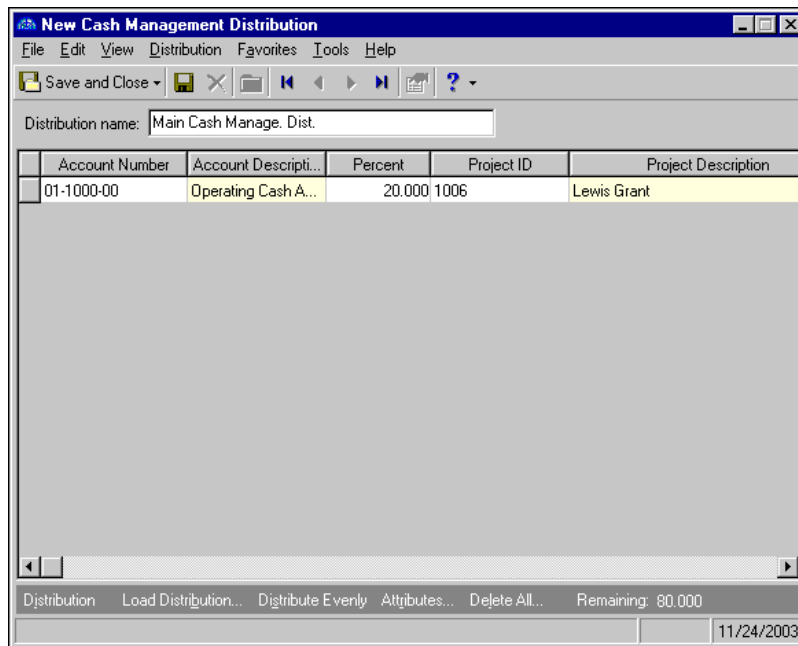 New Cash Management Distribution
File Edit View Distribution Favorites Tools Help
Save and Close ?
Distribution name: Main Cash Manage. Dist.
Account Number Account Descripti... Percent Project ID Project Description
01-1000-00 Operating Cash A... 20.000 1006 Lewis Grant
Distribution Load Distribution... Distribute Evenly Attributes... Delete All... Remaining: 80.000
11/24/2003